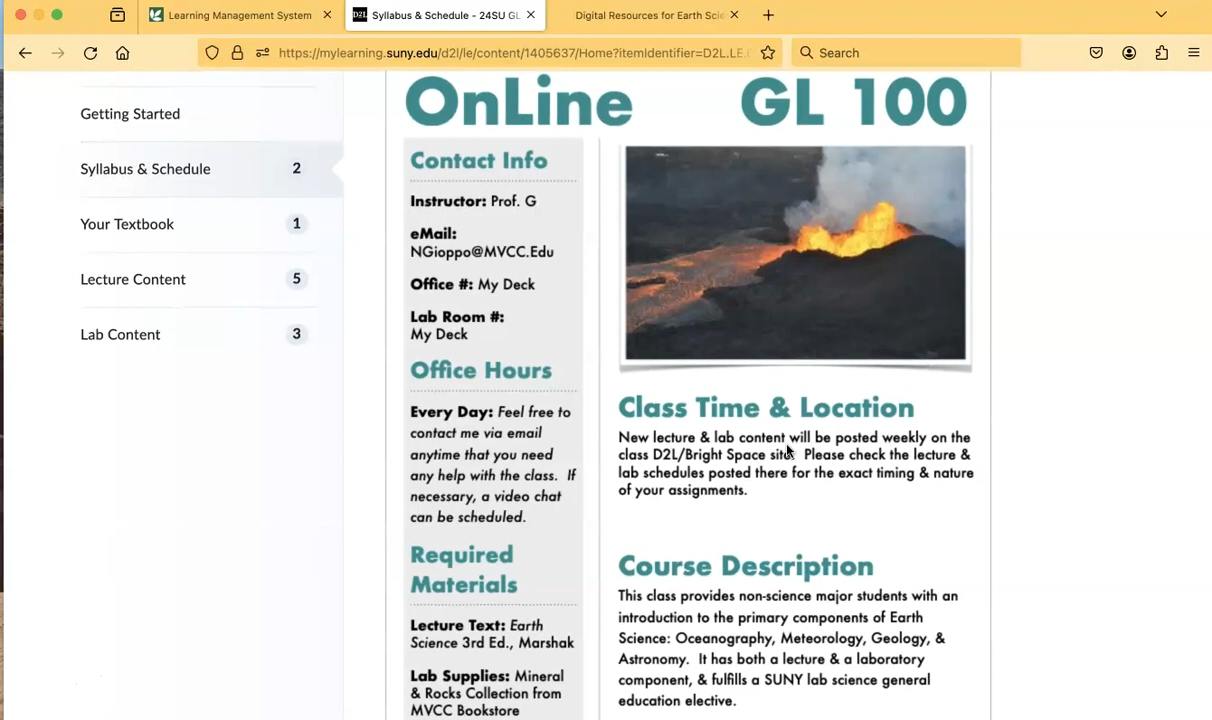 Learning Management System
Syllabus & Schedule - 24SU GL
Digital Resources for Earth Scie
https://mylearning.suny.edu/d2l/le/content/1405637/Home?itemIdentifier=D2L.LE.C
Search
Getting Started
Syllabus & Schedule 2
Your Textbook 1
Lecture Content 5
Lab Content 3
OnLine GL 100
Contact Info
Instructor: Prof. G
eMail:
NGioppo@MVCC.Edu
Office #: My Deck
Lab Room #:
My Deck
Office Hours
Every Day: Feel free to
contact me via email
anytime that you need
any help with the class. If
necessary, a video chat
can be scheduled.
Required
Materials
Lecture Text: Earth
Science 3rd Ed., Marshak
Lab Supplies: Mineral
& Rocks Collection from
MVCC Bookstore
Class Time & Location
New lecture & lab content will be posted weekly on the
class D2L/Bright Space site. Please check the lecture &
lab schedules posted there for the exact timing & nature
of your assignments.
Course Description
This class provides non-science major students with an
introduction to the primary components of Earth
Science: Oceanography, Meteorology, Geology, &
Astronomy. It has both a lecture & a laboratory
component, & fulfills a SUNY lab science general
education elective.